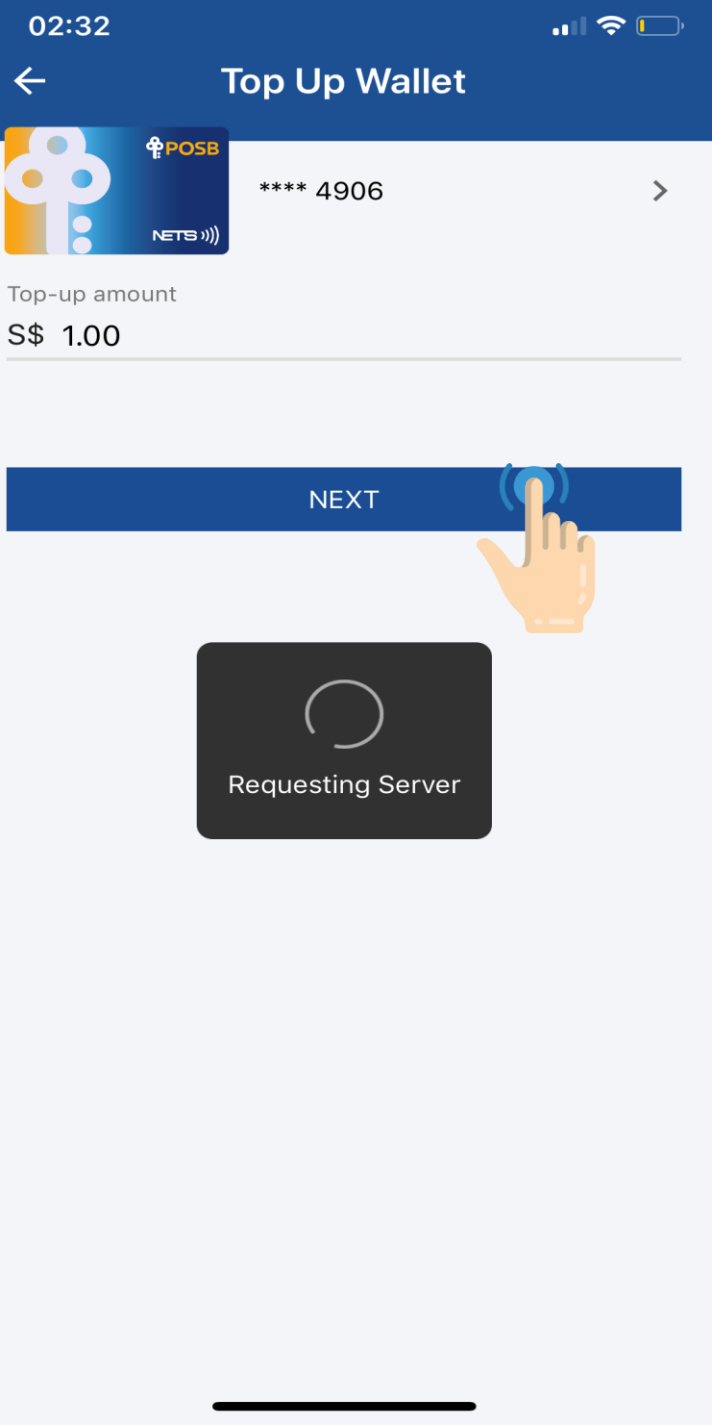 02:32
Top Up Wallet
POSB
NETS
**** 4906
Top-up amount
S$ 1.00
NEXT
Requesting Server